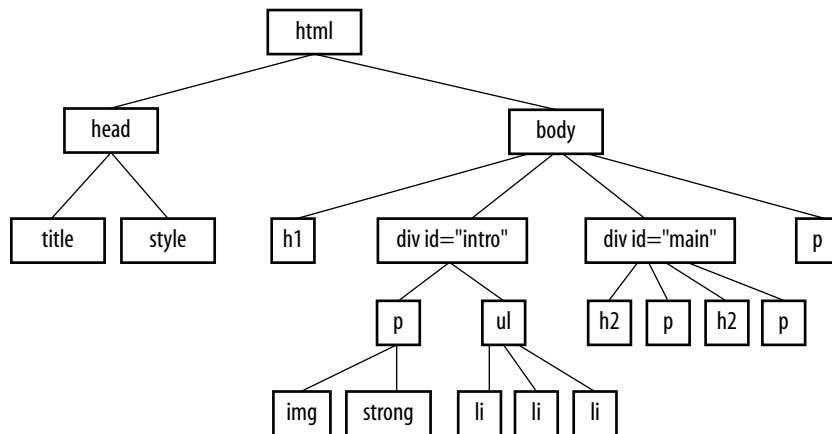 html
head
body
title
style
h1
div id="intro"
div id="main"
p
p
ul
h2
p
h2
p
img
strong
li
li
li